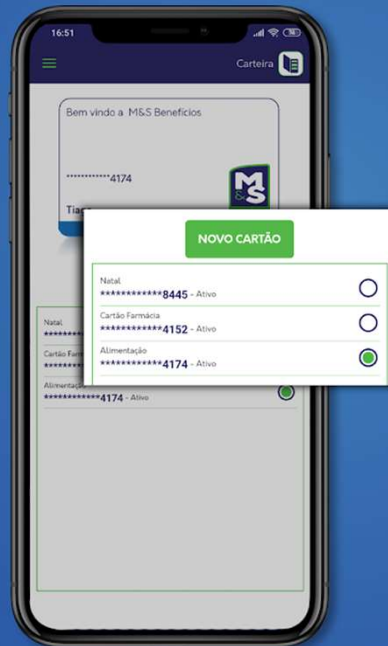 16:51
Carteira
Bem vindo a M&S Benefícios
************4174
M&S
NOVO CARTÃO
Natal
************8445 - Ativo
Cartão Farmácia
************4152 - Ativo
Alimentação
************4174 - Ativo
Natal
Cartão
Alimentação
************4174 - Ativo